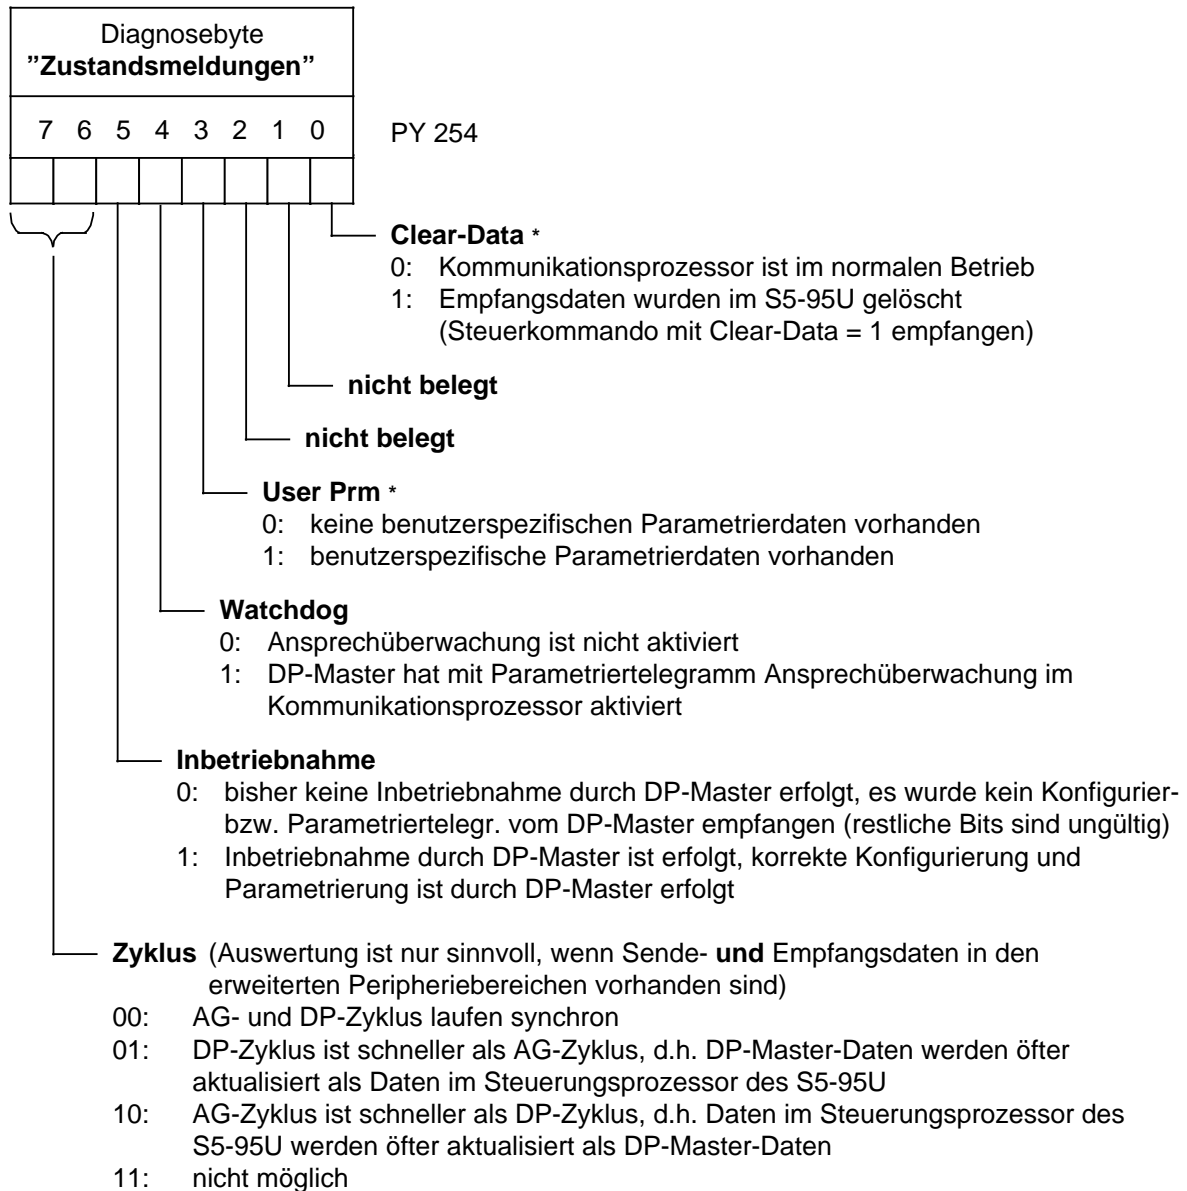 Diagnosebyte
”Zustandsmeldungen”
7 6 5 4 3 2 1 0
PY 254
Clear-Data *
0: Kommunikationsprozessor ist im normalen Betrieb
1: Empfangsdaten wurden im S5-95U gelöscht
(Steuerkommando mit Clear-Data = 1 empfangen)
nicht belegt
nicht belegt
User Prm *
0: keine benutzerspezifischen Parametrierdaten vorhanden
1: benutzerspezifische Parametrierdaten vorhanden
Watchdog
0: Ansprechüberwachung ist nicht aktiviert
1: DP-Master hat mit Parametriertelegramm Ansprechüberwachung im
Kommunikationsprozessor aktiviert
Inbetriebnahme
0: bisher keine Inbetriebnahme durch DP-Master erfolgt, es wurde kein Konfigurier-
bzw. Parametriertelegr. vom DP-Master empfangen (restliche Bits sind ungültig)
1: Inbetriebnahme durch DP-Master ist erfolgt, korrekte Konfigurierung und
Parametrierung ist durch DP-Master erfolgt
Zyklus (Auswertung ist nur sinnvoll, wenn Sende- und Empfangsdaten in den
erweiterten Peripheriebereichen vorhanden sind)
00: AG- und DP-Zyklus laufen synchron
01: DP-Zyklus ist schneller als AG-Zyklus, d.h. DP-Master-Daten werden öfter
aktualisiert als Daten im Steuerungsprozessor des S5-95U
10: AG-Zyklus ist schneller als DP-Zyklus, d.h. Daten im Steuerungsprozessor des
S5-95U werden öfter aktualisiert als DP-Master-Daten
11: nicht möglich